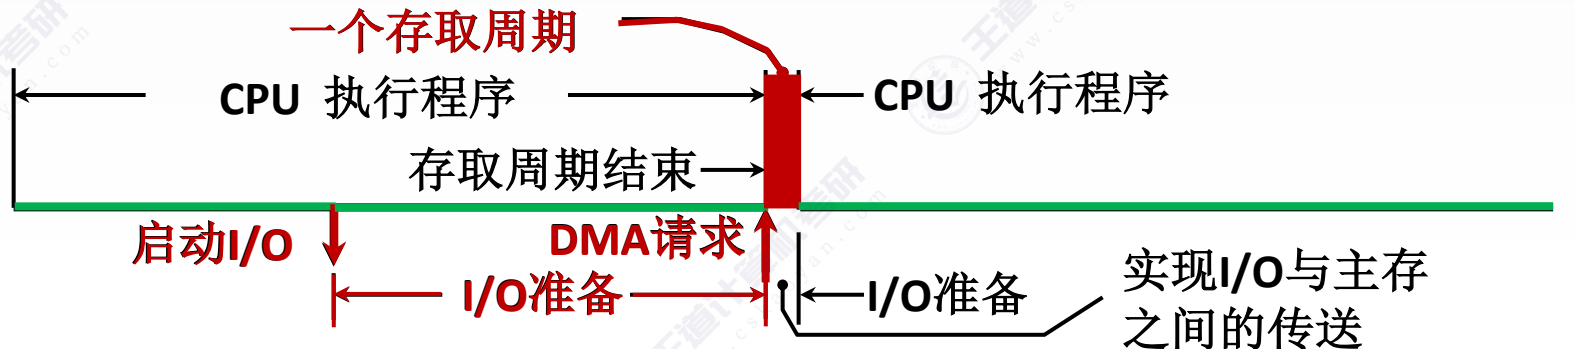 一个存取周期
CPU 执行程序
CPU 执行程序
存取周期结束
启动I/O
DMA请求
I/O准备
I/O准备
实现I/O与主存
之间的传送